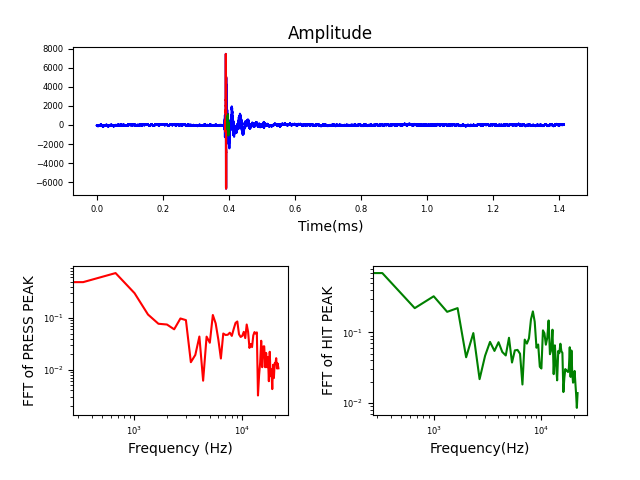 Amplitude
8000
6000
4000
2000
0
−2000
−4000
−6000
0.0 0.2 0.4 0.6 0.8 1.0 1.2 1.4
Time(ms)
FFT of PRESS PEAK
10⁻¹
10⁻²
10³ 10⁴
Frequency (Hz)
FFT of HIT PEAK
10⁻¹
10⁻²
10³ 10⁴
Frequency(Hz)